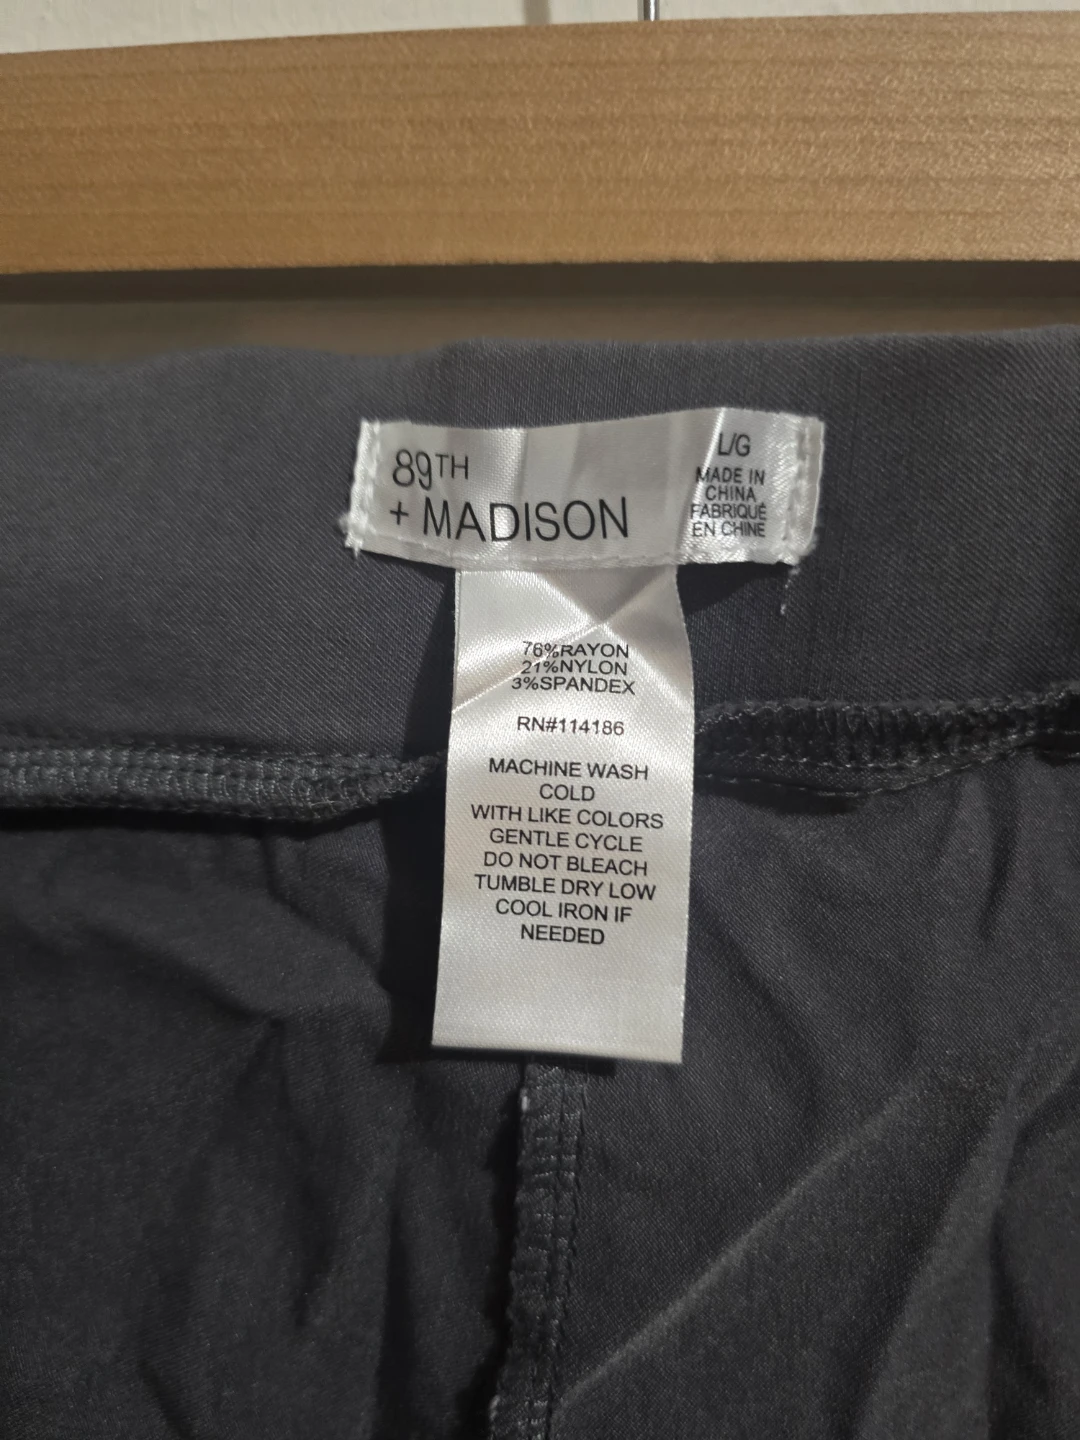 89TH
+ MADISON
L/G
MADE IN
CHINA
FABRIQUÉ
EN CHINE
76%RAYON
21%NYLON
3%SPANDEX
RN#114186
MACHINE WASH
COLD
WITH LIKE COLORS
GENTLE CYCLE
DO NOT BLEACH
TUMBLE DRY LOW
COOL IRON IF
NEEDED